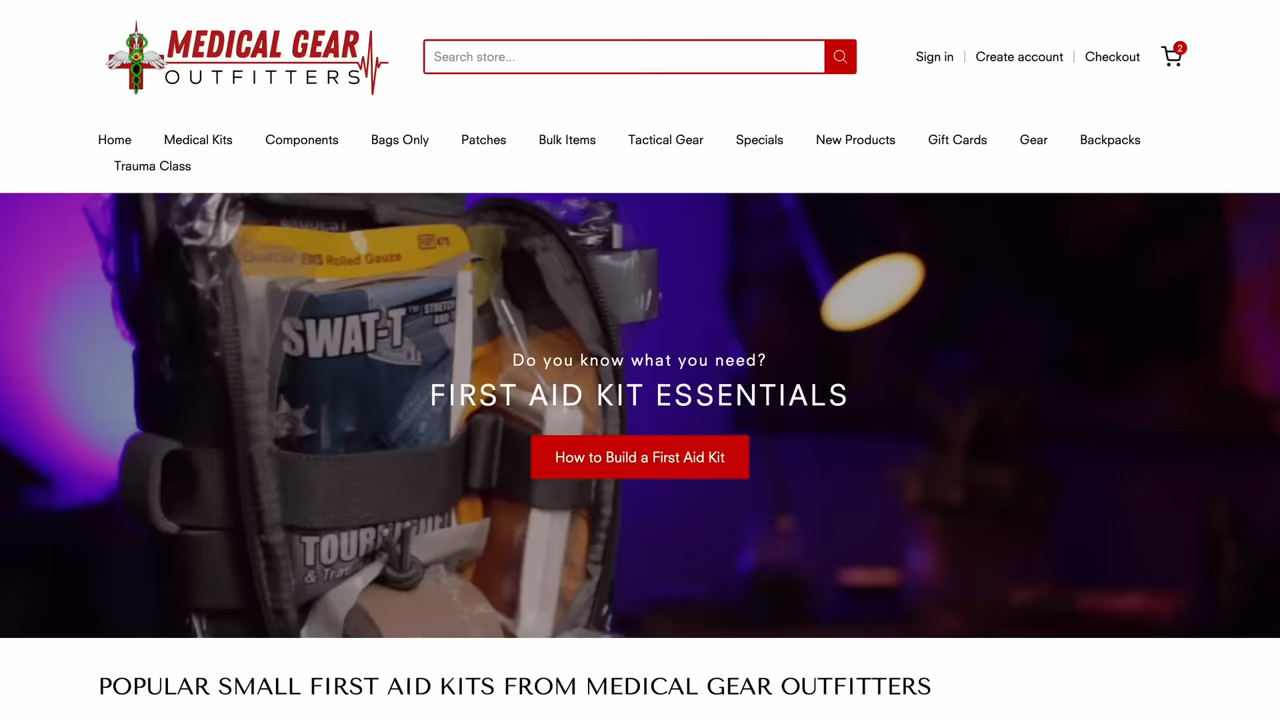 MEDICAL GEAR
OUTFITTERS
Search store...
Sign in
Create account
Checkout
2
Home
Medical Kits
Components
Bags Only
Patches
Bulk Items
Tactical Gear
Specials
New Products
Gift Cards
Gear
Backpacks
Trauma Class
EMS Rolled Gauze
SWAT-T™
Do you know what you need?
FIRST AID KIT ESSENTIALS
How to Build a First Aid Kit
POPULAR SMALL FIRST AID KITS FROM MEDICAL GEAR OUTFITTERS